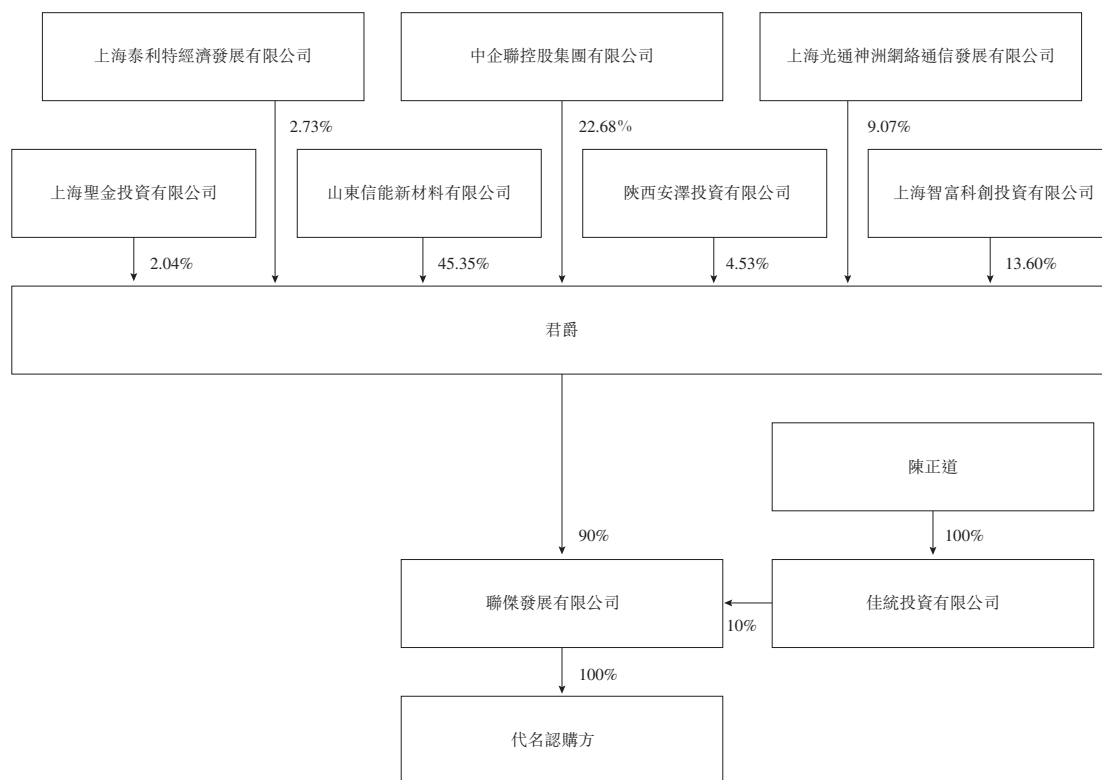 上海泰利特經濟發展有限公司
中企聯控股集團有限公司
上海光通神洲網絡通信發展有限公司
2.73%
22.68%
9.07%
上海聖金投資有限公司
山東信能新材料有限公司
陝西安澤投資有限公司
上海智富科創投資有限公司
2.04%
45.35%
4.53%
13.60%
君爵
陳正道
90%
100%
聯傑發展有限公司
佳統投資有限公司
10%
100%
代名認購方